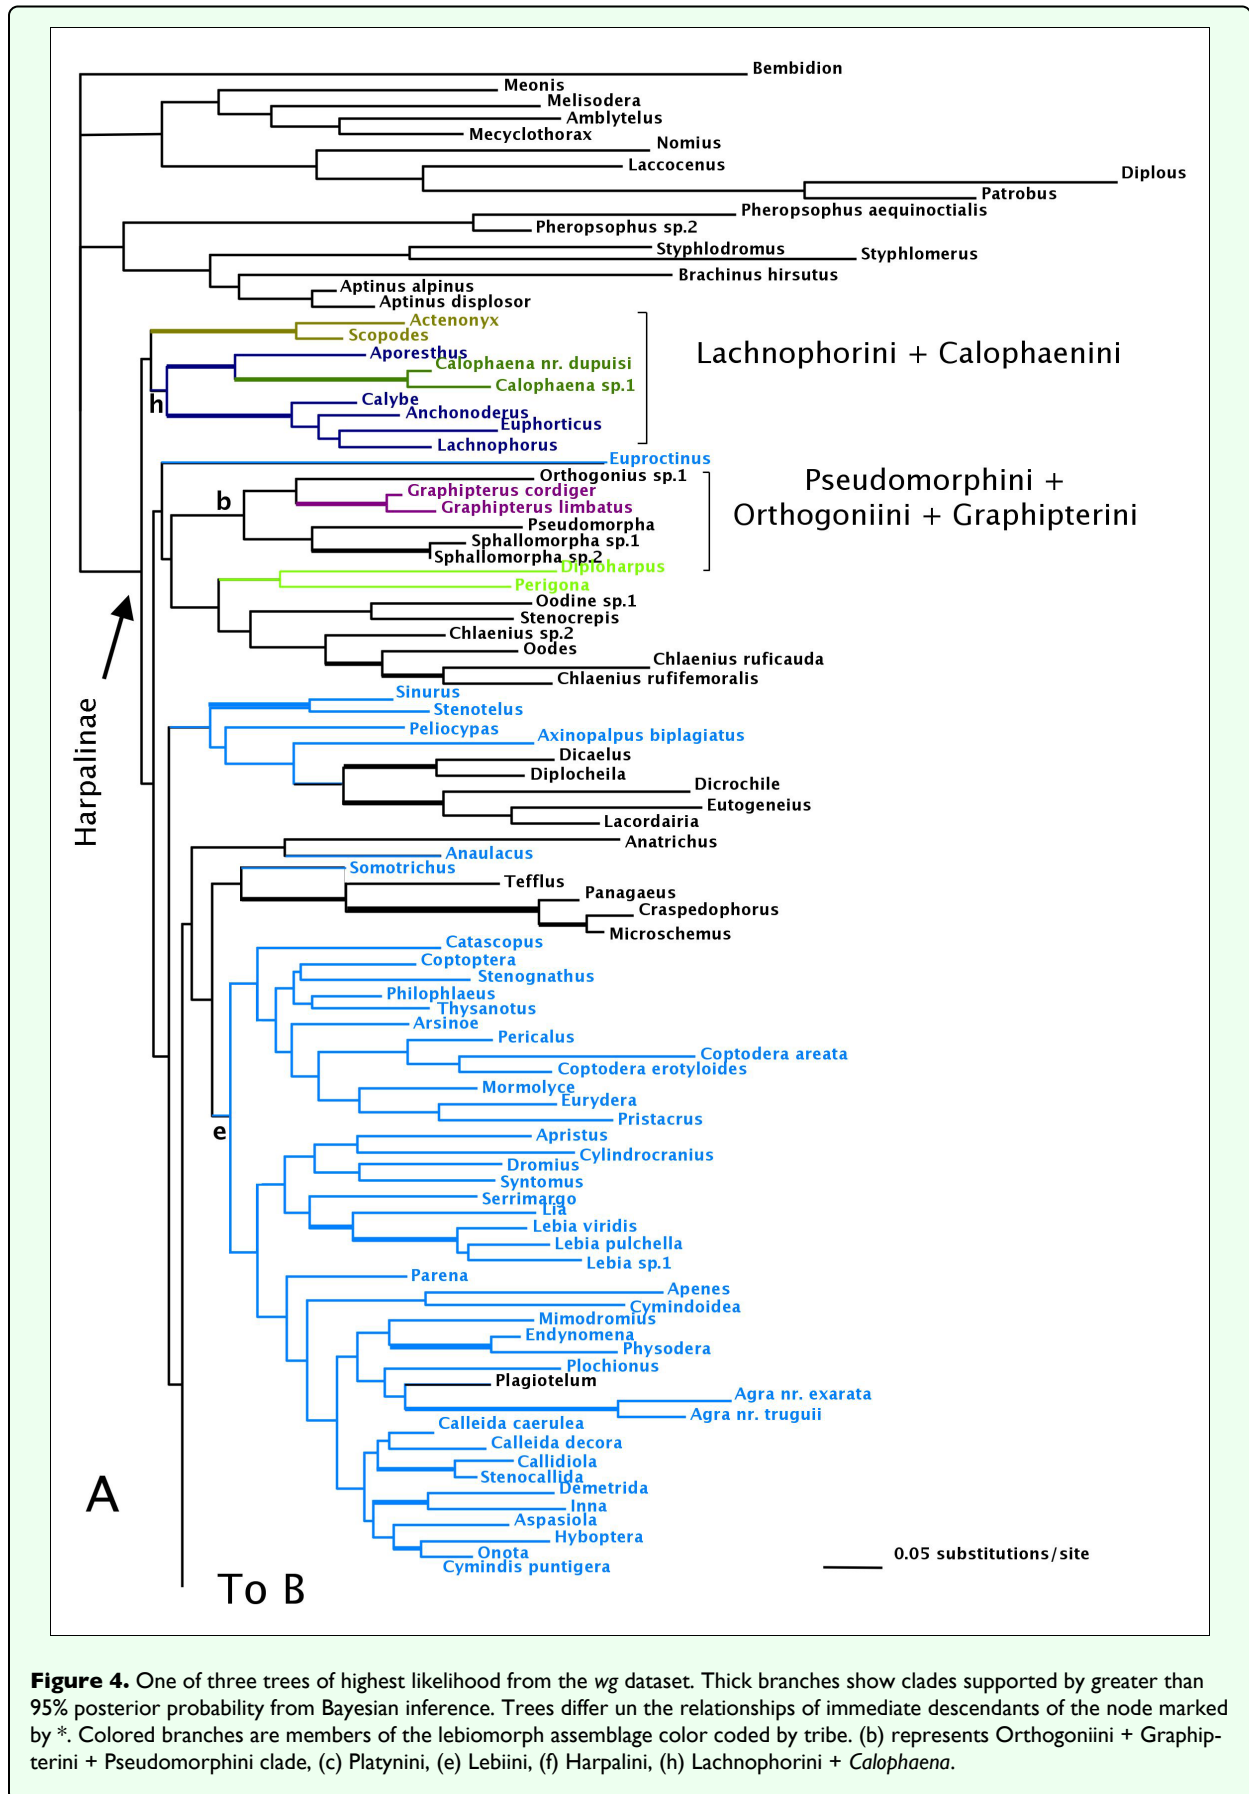 Bembidion
Meonis
Melisodera
Amblytelus
Mecyclothorax
Nomius
Laccocenus
Diplous
Patrobus
Pheropsophus aequinoctialis
Pheropsophus sp.2
Styphlodromus
Styphlomerus
Brachinus hirsutus
Aptinus alpinus
Aptinus displosor
Actenonyx
Scopodes
Aporesthus
Calophaena nr. dupuisi
Calophaena sp.1
Calybe
Anchonoderus
Euphorticus
Lachnophorus
h
Lachnophorini + Calophaenini
Euproctinus
Orthogonius sp.1
Graphipterus cordiger
Graphipterus limbatus
Pseudomorpha
Sphallomorpha sp.1
Sphallomorpha sp.2
b
Pseudomorphini +
Orthogoniini + Graphipterini
Diploharpus
Perigona
Oodine sp.1
Stenocrepis
Chlaenius sp.2
Oodes
Chlaenius ruficauda
Chlaenius rufifemoralis
Harpalinae
Sinurus
Stenotelus
Peliocypas
Axinopalpus biplagiatus
Dicaelus
Diplocheila
Dicrochile
Eutogeneius
Lacordairia
Anatrichus
Anaulacus
Somotrichus
Tefflus
Panagaeus
Craspedophorus
Microschemus
Catascopus
Coptoptera
Stenognathus
Philophlaeus
Thysanotus
Arsinoe
Pericalus
Coptodera areata
Coptodera erotyloides
Mormolyce
Eurydera
Pristacrus
e
Apristus
Cylindrocranius
Dromius
Syntomus
Serrimargo
Lia
Lebia viridis
Lebia pulchella
Lebia sp.1
Parena
Apenes
Cymindoidea
Mimodromius
Endynomena
Physodera
Plochionus
Plagiotelum
Agra nr. exarata
Agra nr. truguii
Calleida caerulea
Calleida decora
Callidiola
Stenocallida
Demetrida
Inna
Aspasiola
Hyboptera
Onota
Cymindis puntigera
A
To B
0.05 substitutions/site
Figure 4. One of three trees of highest likelihood from the wg dataset. Thick branches show clades supported by greater than
95% posterior probability from Bayesian inference. Trees differ un the relationships of immediate descendants of the node marked
by *. Colored branches are members of the lebiomorph assemblage color coded by tribe. (b) represents Orthogoniini + Graphip-
terini + Pseudomorphini clade, (c) Platynini, (e) Lebiini, (f) Harpalini, (h) Lachnophorini + Calophaena.